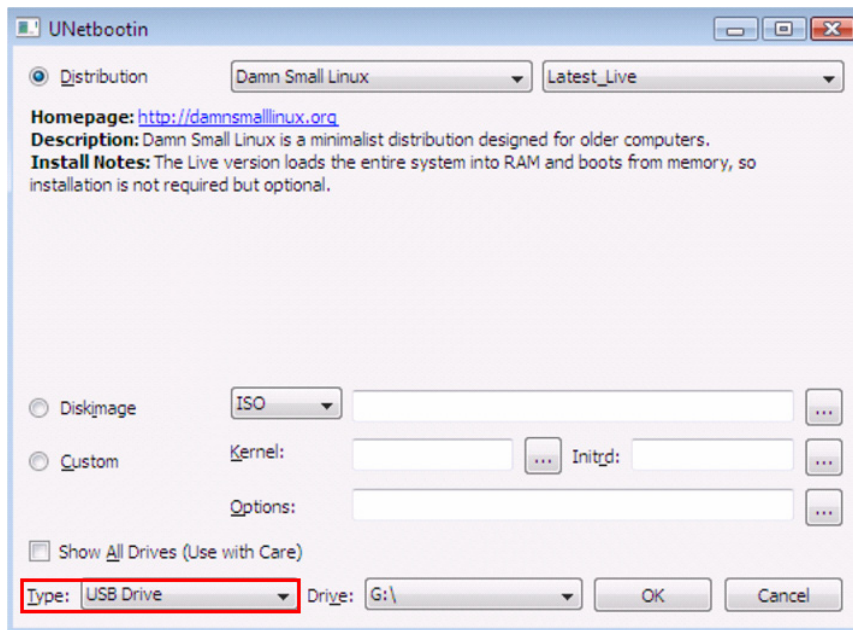 UNetbootin
Distribution Damn Small Linux Latest_Live
Homepage: http://damnsmalllinux.org
Description: Damn Small Linux is a minimalist distribution designed for older computers.
Install Notes: The Live version loads the entire system into RAM and boots from memory, so
installation is not required but optional.
Diskimage ISO ...
Custom Kernel: ... Initrd: ...
Options: ...
Show All Drives (Use with Care)
Type: USB Drive Drive: G:\ OK Cancel